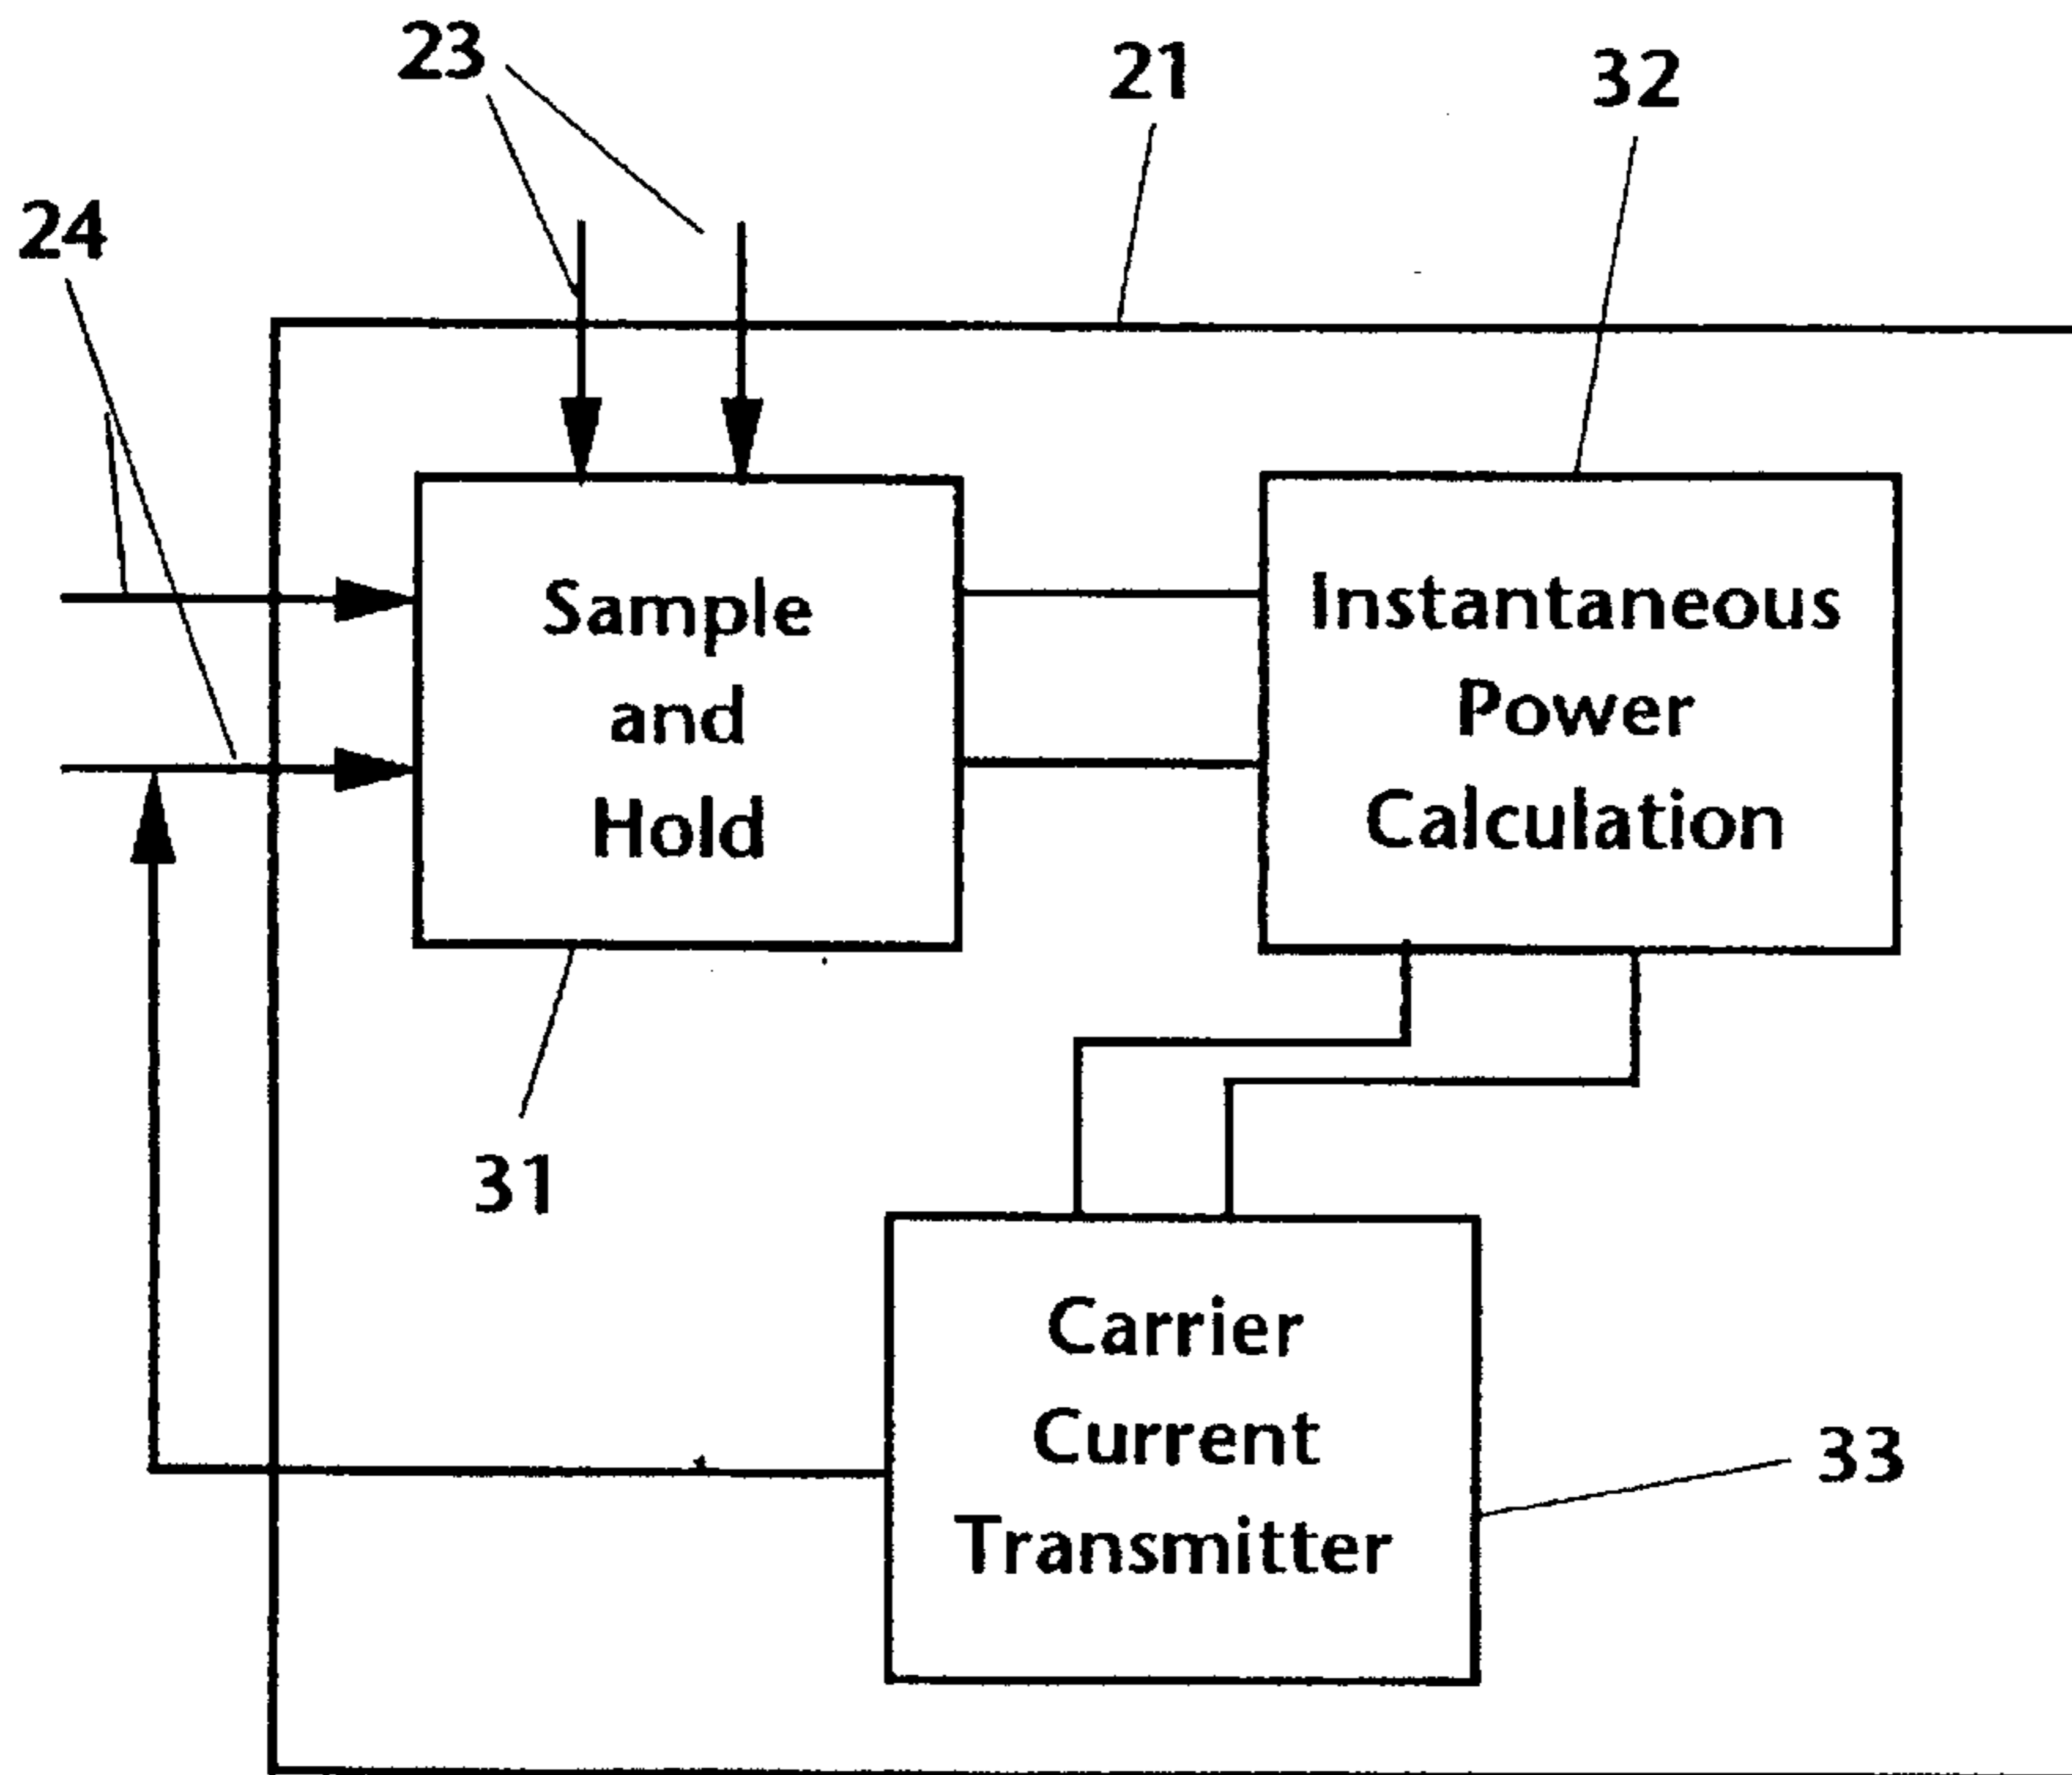 23
21
32
24
Sample
and
Hold
Instantaneous
Power
Calculation
31
Carrier
Current
Transmitter
33